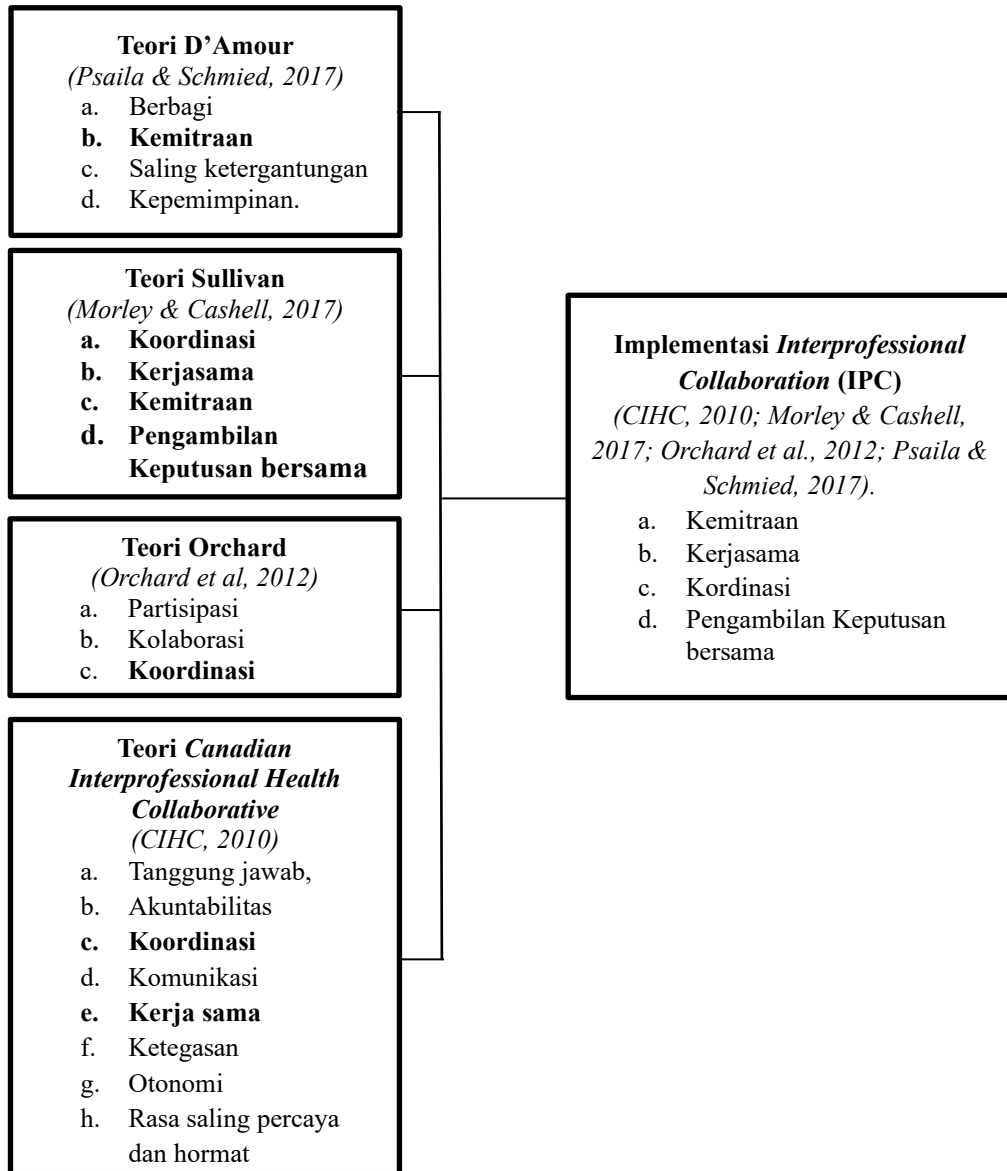 Teori D’Amour
(Psaila & Schmied, 2017)
a. Berbagi
b. Kemitraan
c. Saling ketergantungan
d. Kepemimpinan.
Teori Sullivan
(Morley & Cashell, 2017)
a. Koordinasi
b. Kerjasama
c. Kemitraan
d. Pengambilan
Keputusan bersama
Teori Orchard
(Orchard et al, 2012)
a. Partisipasi
b. Kolaborasi
c. Koordinasi
Teori Canadian
Interprofessional Health
Collaborative
(CIHC, 2010)
a. Tanggung jawab,
b. Akuntabilitas
c. Koordinasi
d. Komunikasi
e. Kerja sama
f. Ketegasan
g. Otonomi
h. Rasa saling percaya
dan hormat
Implementasi Interprofessional
Collaboration (IPC)
(CIHC, 2010; Morley & Cashell,
2017; Orchard et al., 2012; Psaila &
Schmied, 2017).
a. Kemitraan
b. Kerjasama
c. Kordinasi
d. Pengambilan Keputusan
bersama